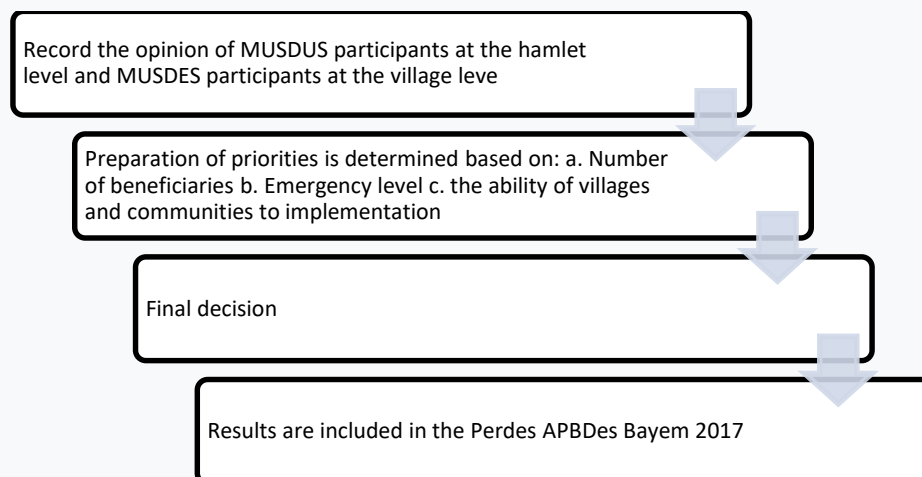 Record the opinion of MUSDUS participants at the hamlet
level and MUSDES participants at the village leve
Preparation of priorities is determined based on: a. Number
of beneficiaries b. Emergency level c. the ability of villages
and communities to implementation
Final decision
Results are included in the Perdes APBDes Bayem 2017